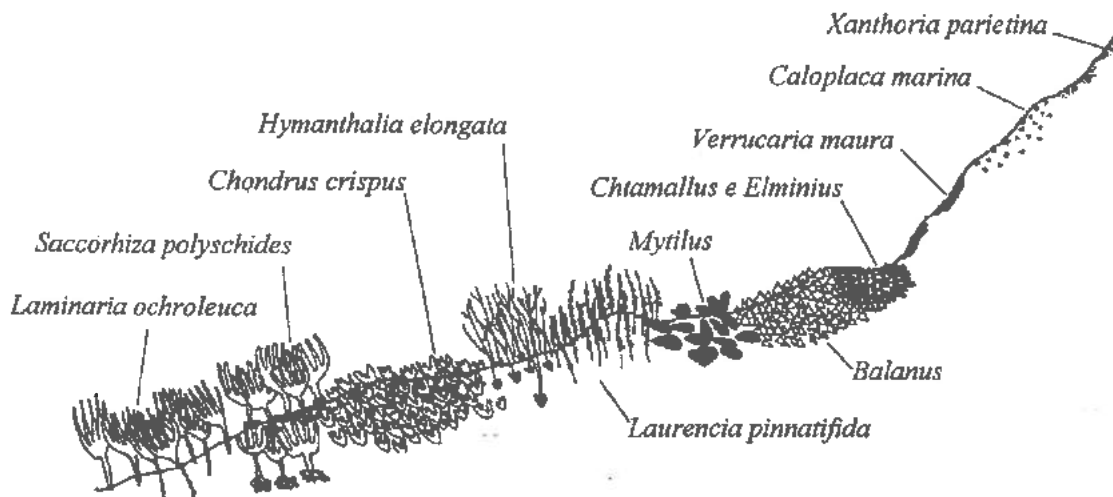 Xanthoria parietina
Caloplaca marina
Hymanthalia elongata
Verrucaria maura
Chondrus crispus
Chtamallus e Elminius
Saccorhiza polyschides
Mytilus
Laminaria ochroleuca
Balanus
Laurencia pinnatifida